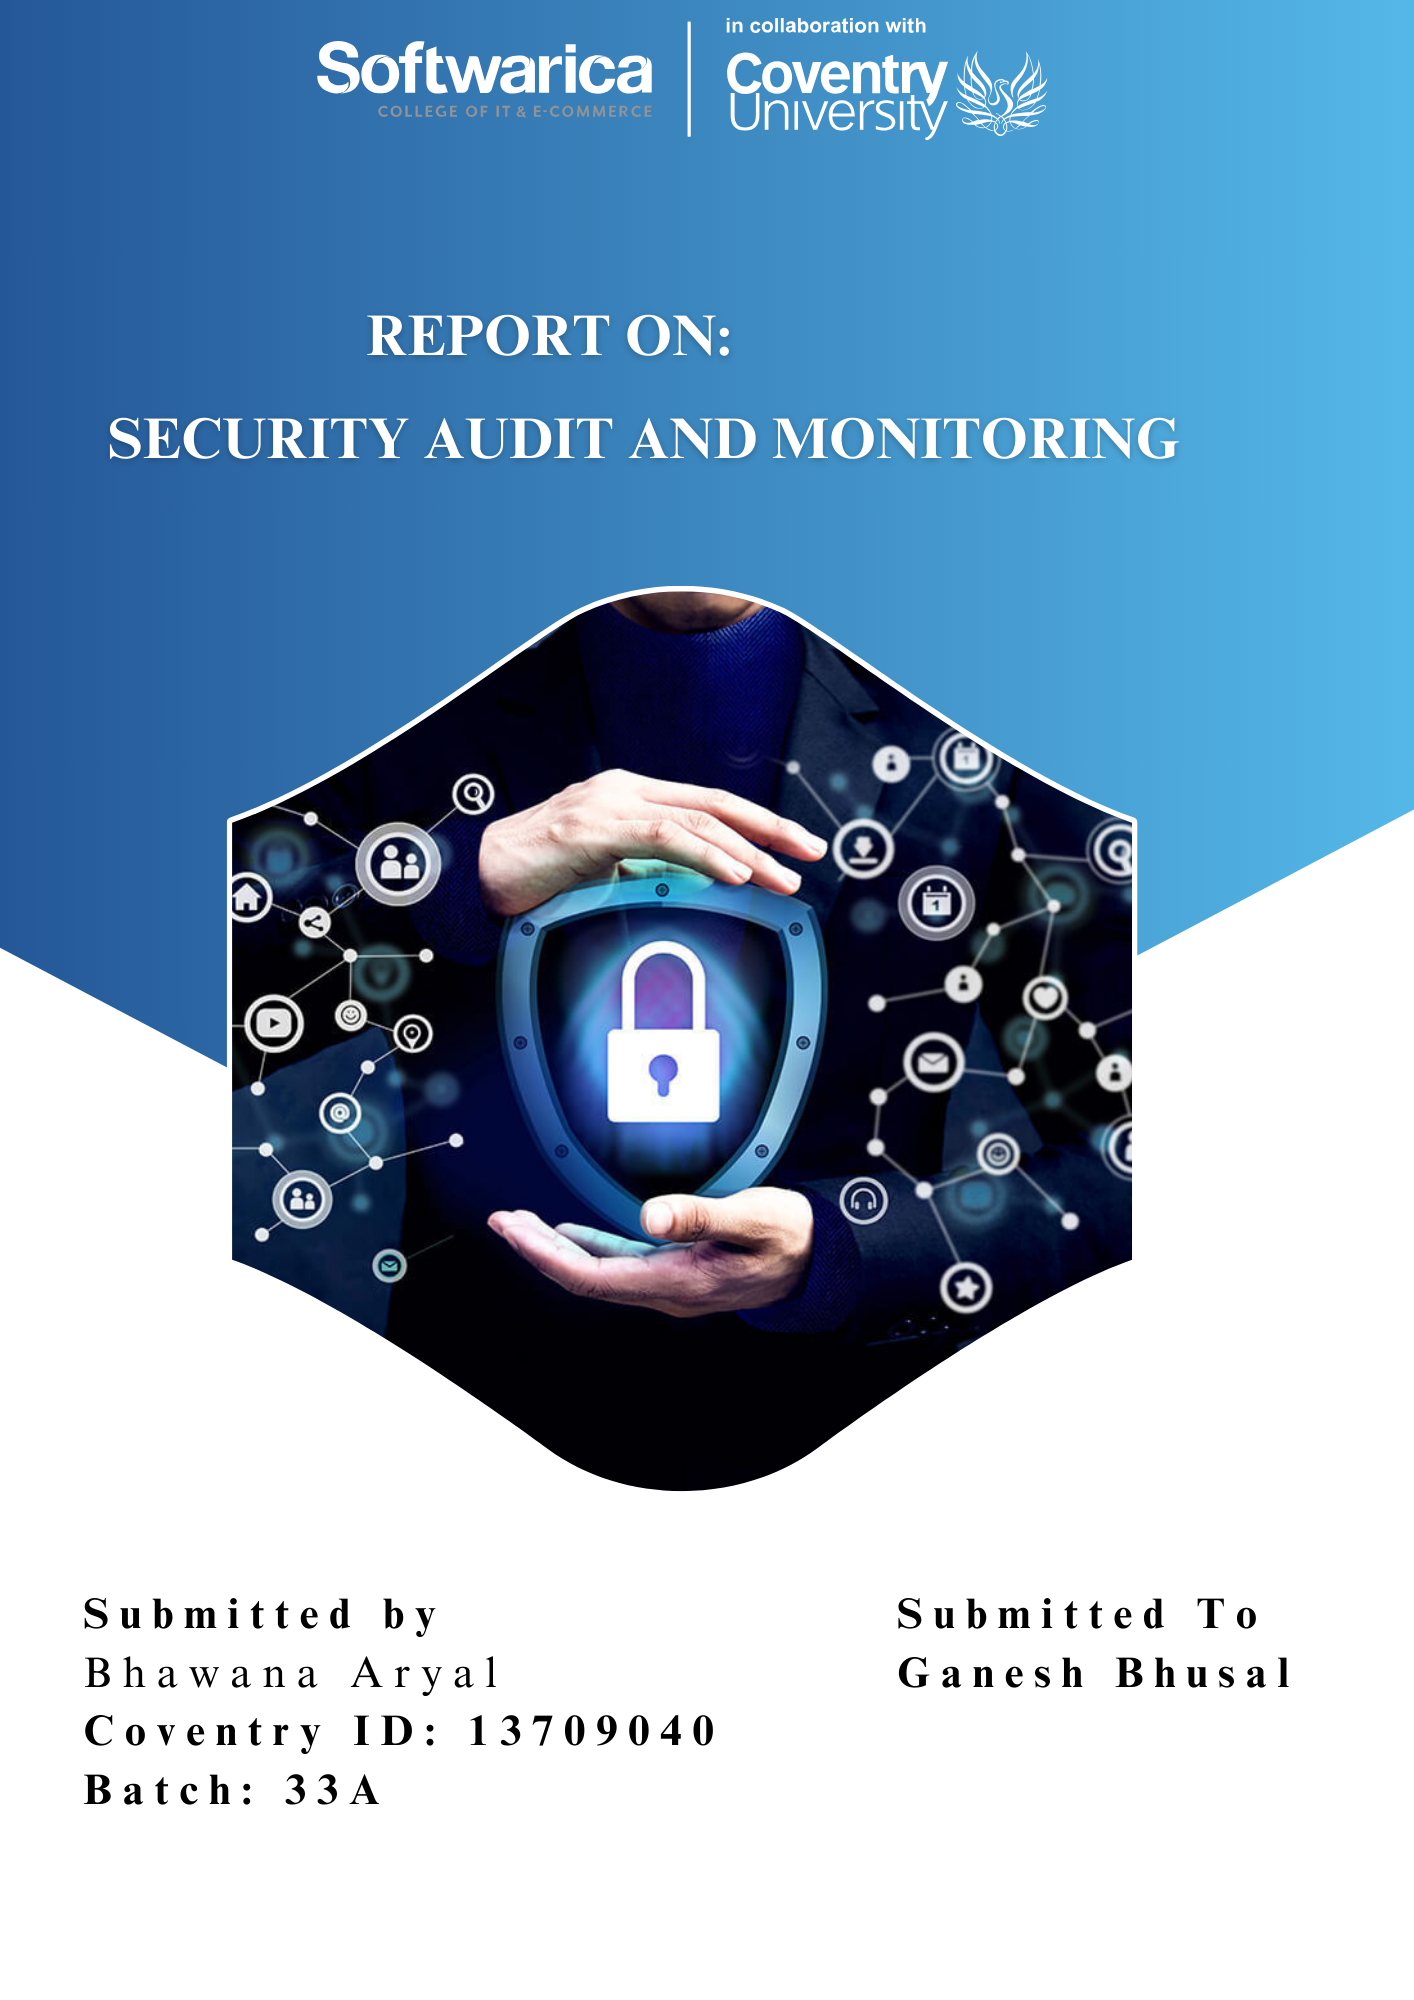 in collaboration with
Softwarica
COLLEGE OF IT & E-COMMERCE
Coventry
University
REPORT ON:
SECURITY AUDIT AND MONITORING
Submitted by
Bhawana Aryal
Coventry ID: 13709040
Batch: 33A
Submitted To
Ganesh Bhusal